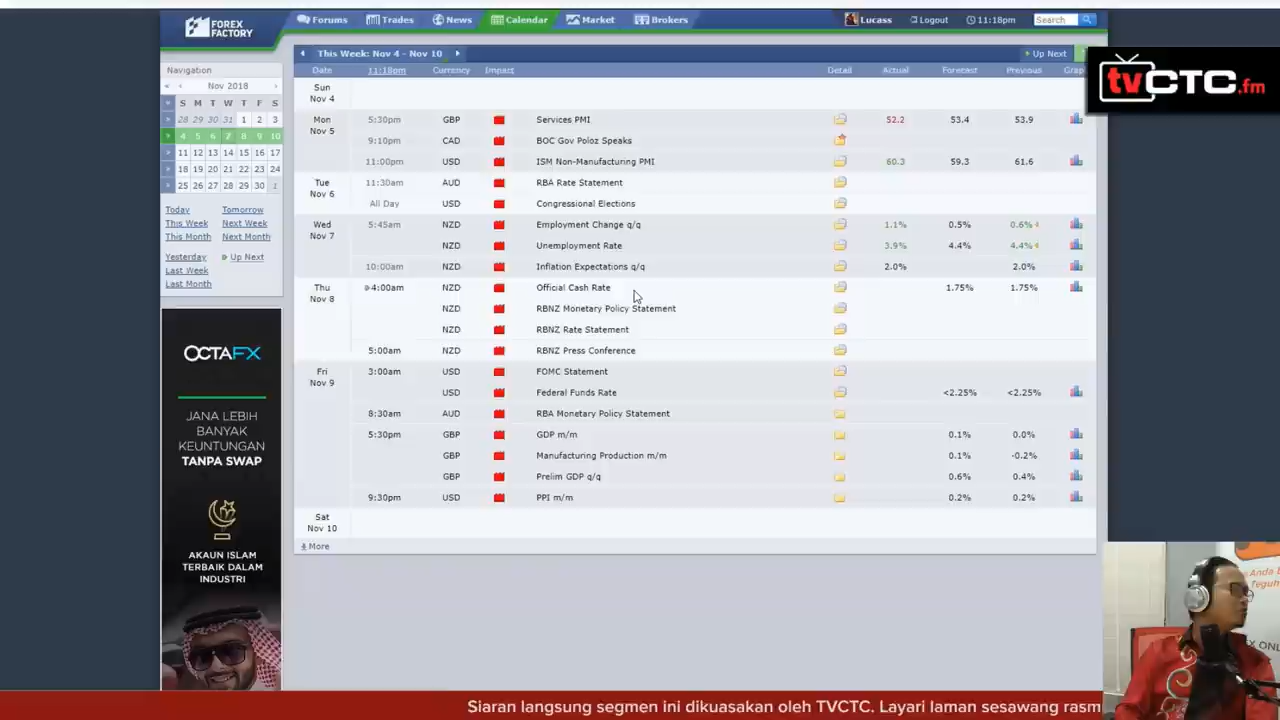 FOREX
FACTORY
Forums
Trades
News
Calendar
Market
Brokers
Lucass
Logout
11:18pm
Search
Navigation
« ‹ Nov 2018 ›
S M T W T F S
28 29 30 31 1 2 3
4 5 6 7 8 9 10
11 12 13 14 15 16 17
18 19 20 21 22 23 24
25 26 27 28 29 30 1
Today Tomorrow
This Week Next Week
This Month Next Month
Yesterday Up Next
Last Week
Last Month
OCTAFX
JANA LEBIH
BANYAK
KEUNTUNGAN
TANPA SWAP
AKAUN ISLAM
TERBAIK DALAM
INDUSTRI
This Week: Nov 4 - Nov 10
Up Next
Date 11:18pm Currency Impact Detail Actual Forecast Previous Grap
Sun
Nov 4
Mon
Nov 5
5:30pm GBP Services PMI 52.2 53.4 53.9
9:10pm CAD BOC Gov Poloz Speaks
11:00pm USD ISM Non-Manufacturing PMI 60.3 59.3 61.6
Tue
Nov 6
11:30am AUD RBA Rate Statement
All Day USD Congressional Elections
Wed
Nov 7
5:45am NZD Employment Change q/q 1.1% 0.5% 0.6%
NZD Unemployment Rate 3.9% 4.4% 4.4%
10:00am NZD Inflation Expectations q/q 2.0% 2.0%
Thu
Nov 8
4:00am NZD Official Cash Rate 1.75% 1.75%
NZD RBNZ Monetary Policy Statement
NZD RBNZ Rate Statement
5:00am NZD RBNZ Press Conference
Fri
Nov 9
3:00am USD FOMC Statement
USD Federal Funds Rate <2.25% <2.25%
8:30am AUD RBA Monetary Policy Statement
5:30pm GBP GDP m/m 0.1% 0.0%
GBP Manufacturing Production m/m 0.1% -0.2%
GBP Prelim GDP q/q 0.6% 0.4%
9:30pm USD PPI m/m 0.2% 0.2%
Sat
Nov 10
More
tvCTC.fm
Anda
Teguh
EX ONL
Siaran langsung segmen ini dikuasakan oleh TVCTC. Layari laman sesawang rasm